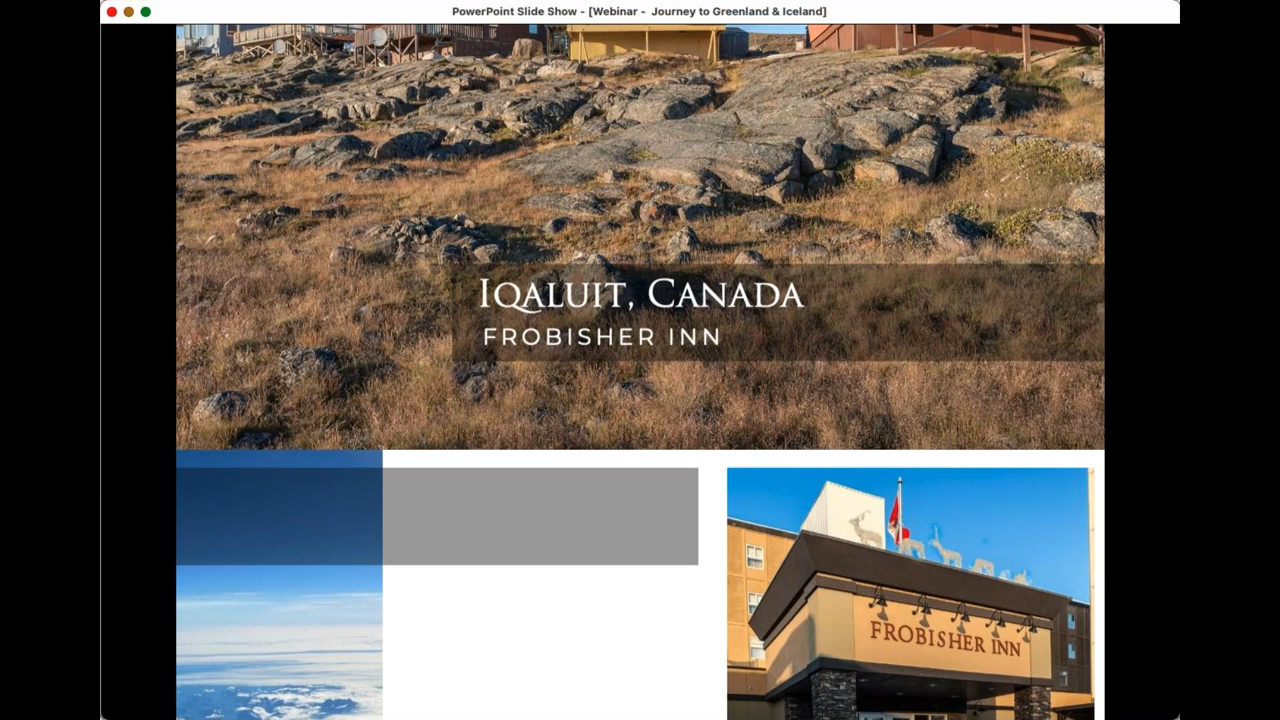 PowerPoint Slide Show - [Webinar - Journey to Greenland & Iceland]
IQALUIT, CANADA
FROBISHER INN
FROBISHER INN